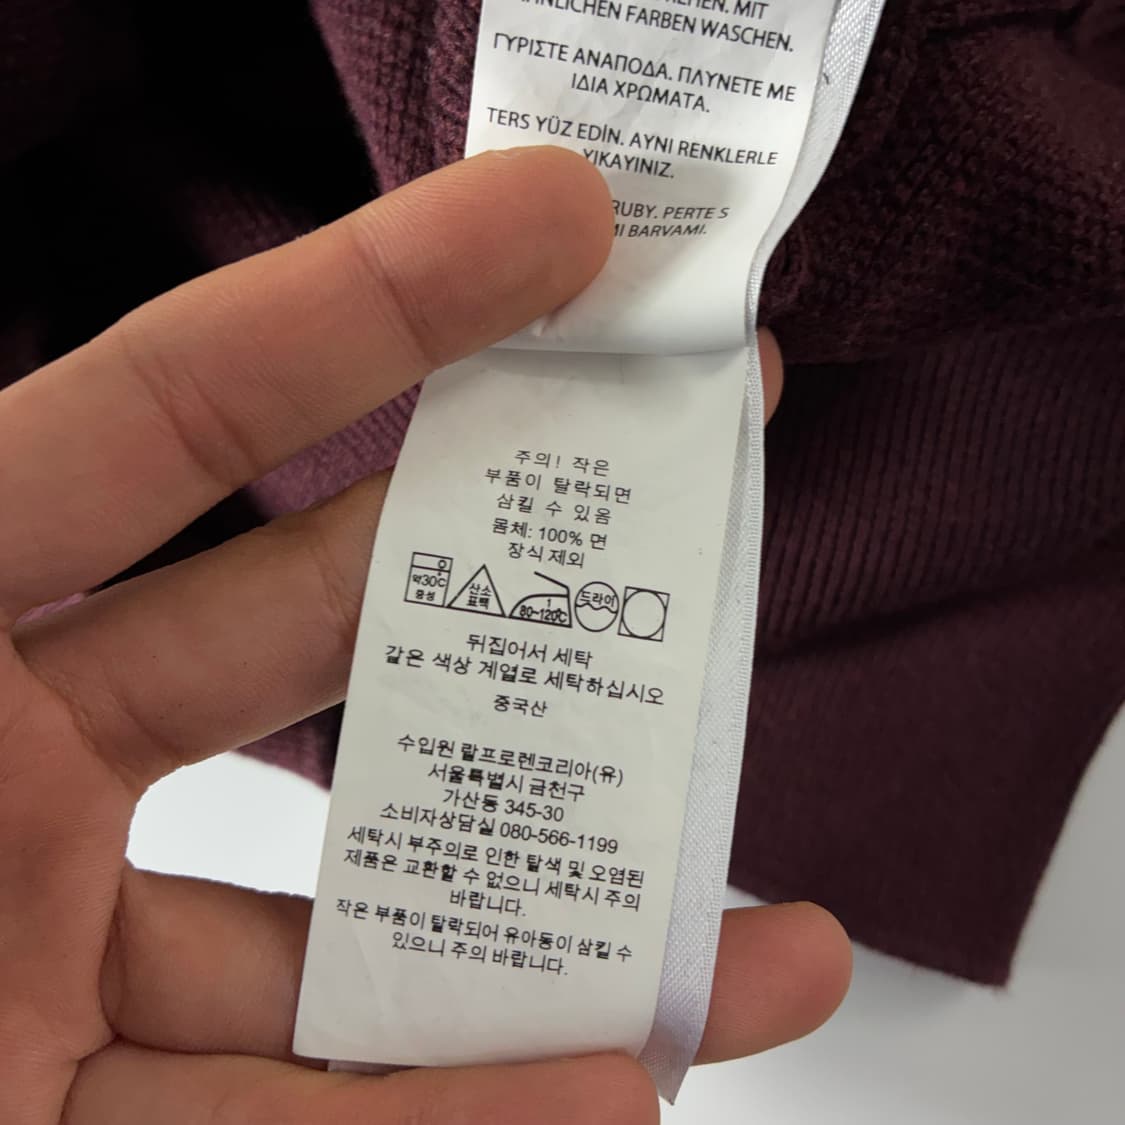 MIT
ÄHNLICHEN FARBEN WASCHEN.
ΓΥΡΙΣΤΕ ΑΝΑΠΟΔΑ. ΠΛΥΝΕΤΕ ΜΕ
ΙΔΙΑ ΧΡΩΜΑΤΑ.
TERS YÜZ EDİN. AYNI RENKLERLE
YIKAYINIZ.
RUBY. PERTE S
BARVAMI.
주의! 작은
부품이 탈락되면
삼킬 수 있음
몸체: 100% 면
장식 제외
약30℃
중성
산소
표백
1
80~120℃
드라이
뒤집어서 세탁
같은 색상 계열로 세탁하십시오
중국산
수입원 랄프로렌코리아(유)
서울특별시 금천구
가산동 345-30
소비자상담실 080-566-1199
세탁시 부주의로 인한 탈색 및 오염된
제품은 교환할 수 없으니 세탁시 주의
바랍니다.
작은 부품이 탈락되어 유아동이 삼킬 수
있으니 주의 바랍니다.